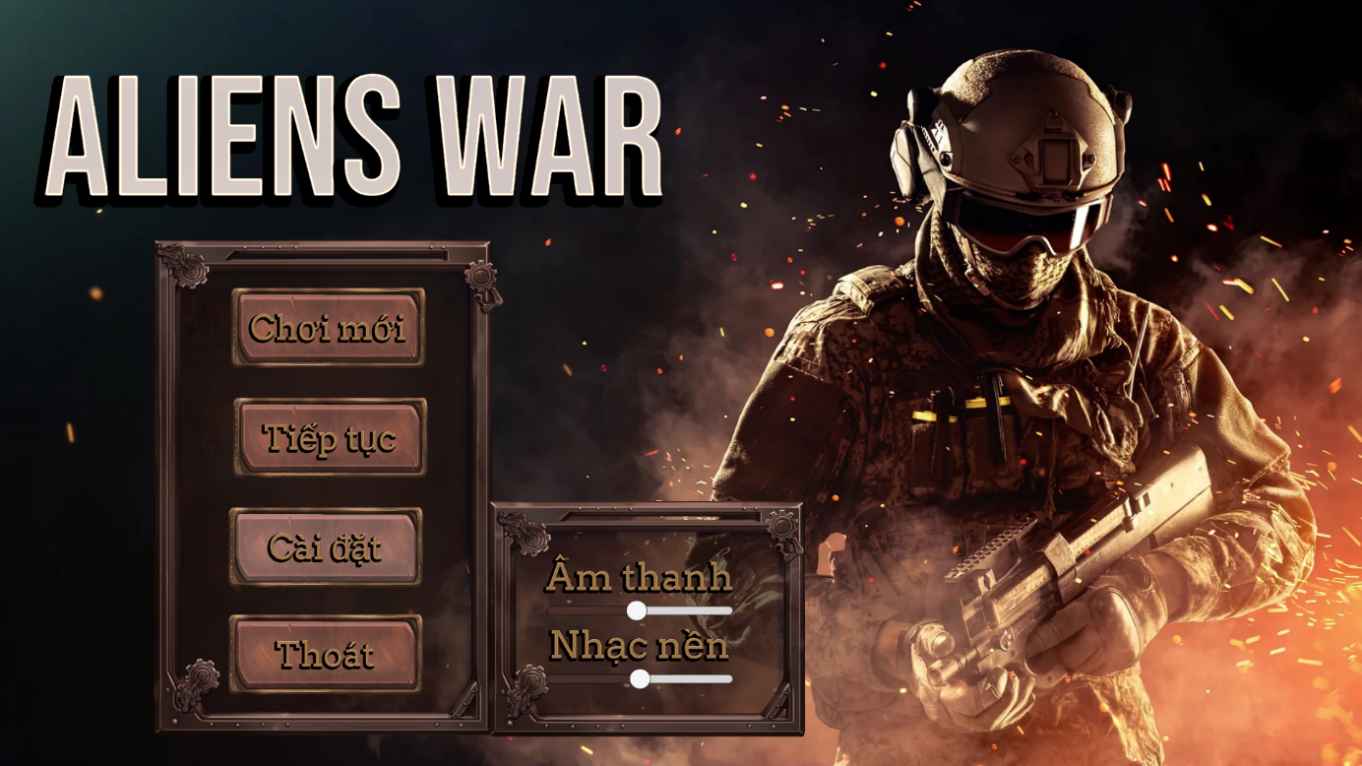 ALIENS WAR
Chơi mới
Tiếp tục
Cài đặt
Thoát
Âm thanh
Nhạc nền